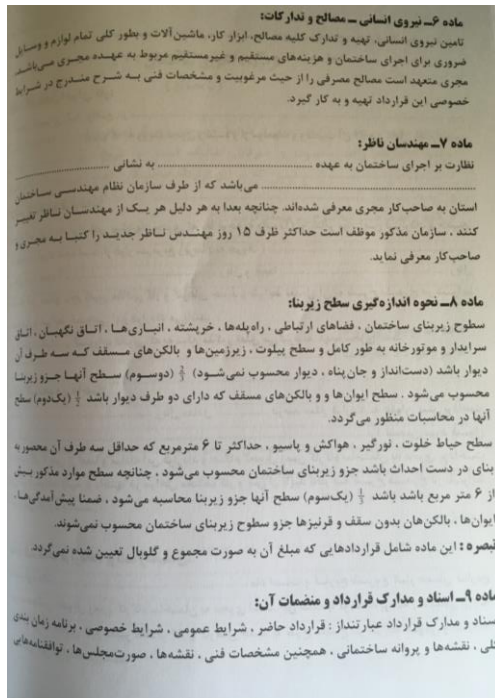 ماده ۶ــ نیروی انسانی ــ مصالح و تدارکات:
تامین نیروی انسانی، تهیه و تدارک کلیه مصالح، ابزار کار، ماشین‌آلات و بطور کلی تمام لوازم و وسایل
ضروری برای اجرای ساختمان و هزینه‌های مستقیم و غیرمستقیم مربوط به عهده مجری می‌باشد.
مجری متعهد است مصالح مصرفی را از حیث مرغوبیت و مشخصات فنی به شرح مندرج در شرایط
خصوصی این قرارداد تهیه و به کار گیرد.
ماده ۷ــ مهندسان ناظر:
نظارت بر اجرای ساختمان به عهده .................................... به نشانی ........................
.................................................. می‌باشد که از طرف سازمان نظام مهندسی ساختمان
استان به صاحب‌کار مجری معرفی شده‌اند. چنانچه بعدا به هر دلیل هر یک از مهندسان ناظر تغییر
کنند ، سازمان مذکور موظف است حداکثر ظرف ۱۵ روز مهندس ناظر جدید را کتبا به مجری و
صاحب‌کار معرفی نماید.
ماده ۸ــ نحوه اندازه‌گیری سطح زیربنا:
سطوح زیربنای ساختمان ، فضاهای ارتباطی ، راه‌پله‌ها ، خرپشته ، انباری‌ها ، اتاق نگهبان ، اتاق
سرایدار و موتورخانه به طور کامل و سطح پیلوت ، زیرزمین‌ها و بالکن‌های مسقف که سه طرف آن
دیوار باشد (دست‌انداز و جان‌پناه ، دیوار محسوب نمی‌شود) ۲/۳ (دوسوم) سطح آنها جزو زیربنا
محسوب می‌شود . سطح ایوان‌ها و و بالکن‌های مسقف که دارای دو طرف دیوار باشد ۱/۲ (یک‌دوم) سطح
آنها در محاسبات منظور می‌گردد.
سطح حیاط خلوت ، نورگیر ، هواکش و پاسیو ، حداکثر تا ۶ مترمربع که حداقل سه طرف آن محصور به
بنای در دست احداث باشد جزو زیربنای ساختمان محسوب می‌شود ، چنانچه سطح موارد مذکور بیش
از ۶ متر مربع باشد باشد ۱/۳ (یک‌سوم) سطح آنها جزو زیربنا محاسبه می‌شود ، ضمنا پیش‌آمدگی‌ها ،
ایوان‌ها ، بالکن‌هان بدون سقف و قرنیزها جزو سطوح زیربنای ساختمان محسوب نمی‌شوند.
تبصره : این ماده شامل قراردادهایی که مبلغ آن به صورت مجموع و گلوبال تعیین شده نمی‌گردد.
ماده ۹ــ اسناد و مدارک قرارداد و منضمات آن:
اسناد و مدارک قرارداد عبارتنداز : قرارداد حاضر ، شرایط عمومی ، شرایط خصوصی ، برنامه زمان بندی
کلی ، نقشه‌ها و پروانه ساختمانی ، همچنین مشخصات فنی ، نقشه‌ها ، صورت‌مجلس‌ها ، توافقنامه‌هایی